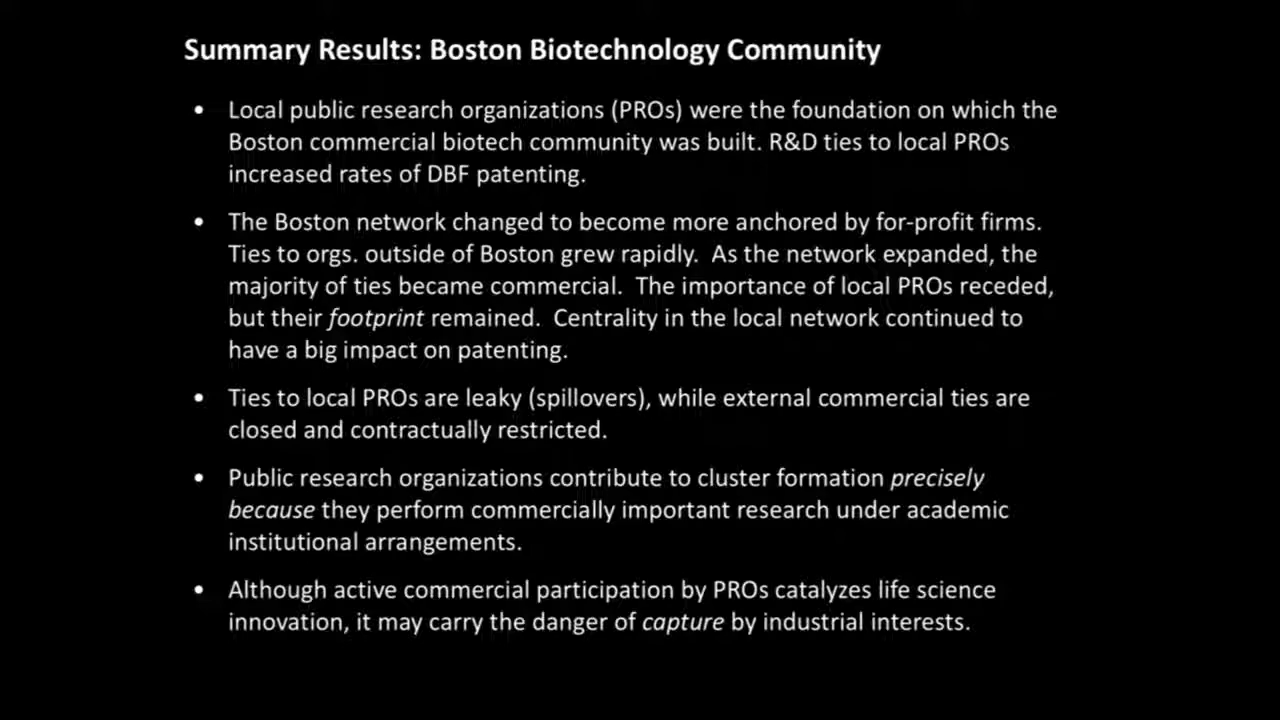 Summary Results: Boston Biotechnology Community
• Local public research organizations (PROs) were the foundation on which the
Boston commercial biotech community was built. R&D ties to local PROs
increased rates of DBF patenting.
• The Boston network changed to become more anchored by for-profit firms.
Ties to orgs. outside of Boston grew rapidly.  As the network expanded, the
majority of ties became commercial.  The importance of local PROs receded,
but their footprint remained.  Centrality in the local network continued to
have a big impact on patenting.
• Ties to local PROs are leaky (spillovers), while external commercial ties are
closed and contractually restricted.
• Public research organizations contribute to cluster formation precisely
because they perform commercially important research under academic
institutional arrangements.
• Although active commercial participation by PROs catalyzes life science
innovation, it may carry the danger of capture by industrial interests.